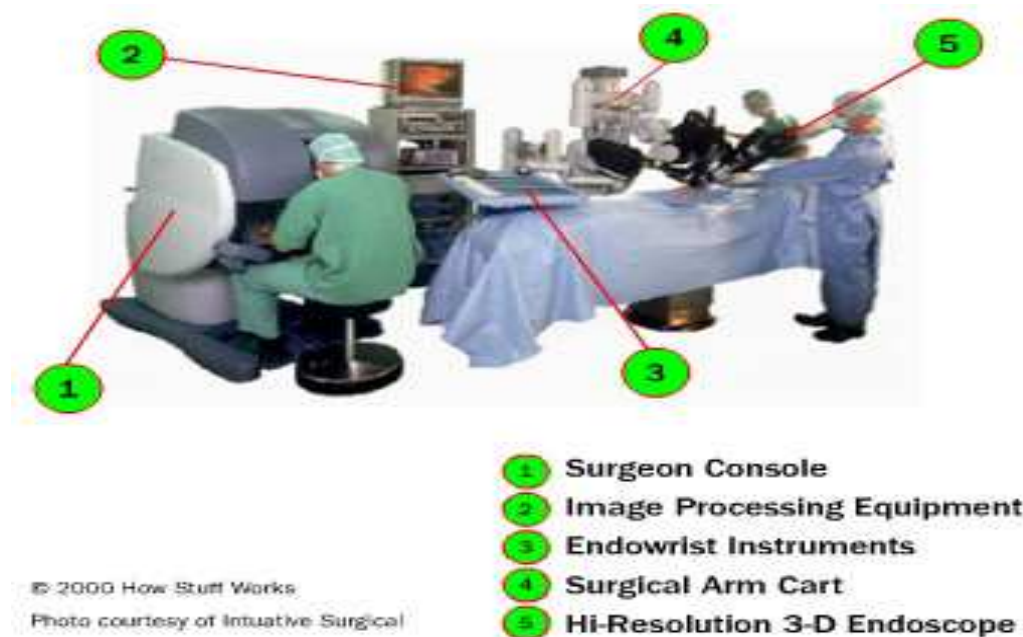 2
4
5
1
3
1 Surgeon Console
2 Image Processing Equipment
3 Endowrist Instruments
4 Surgical Arm Cart
5 Hi-Resolution 3-D Endoscope
© 2000 How Stuff Works
Photo courtesy of Intuative Surgical